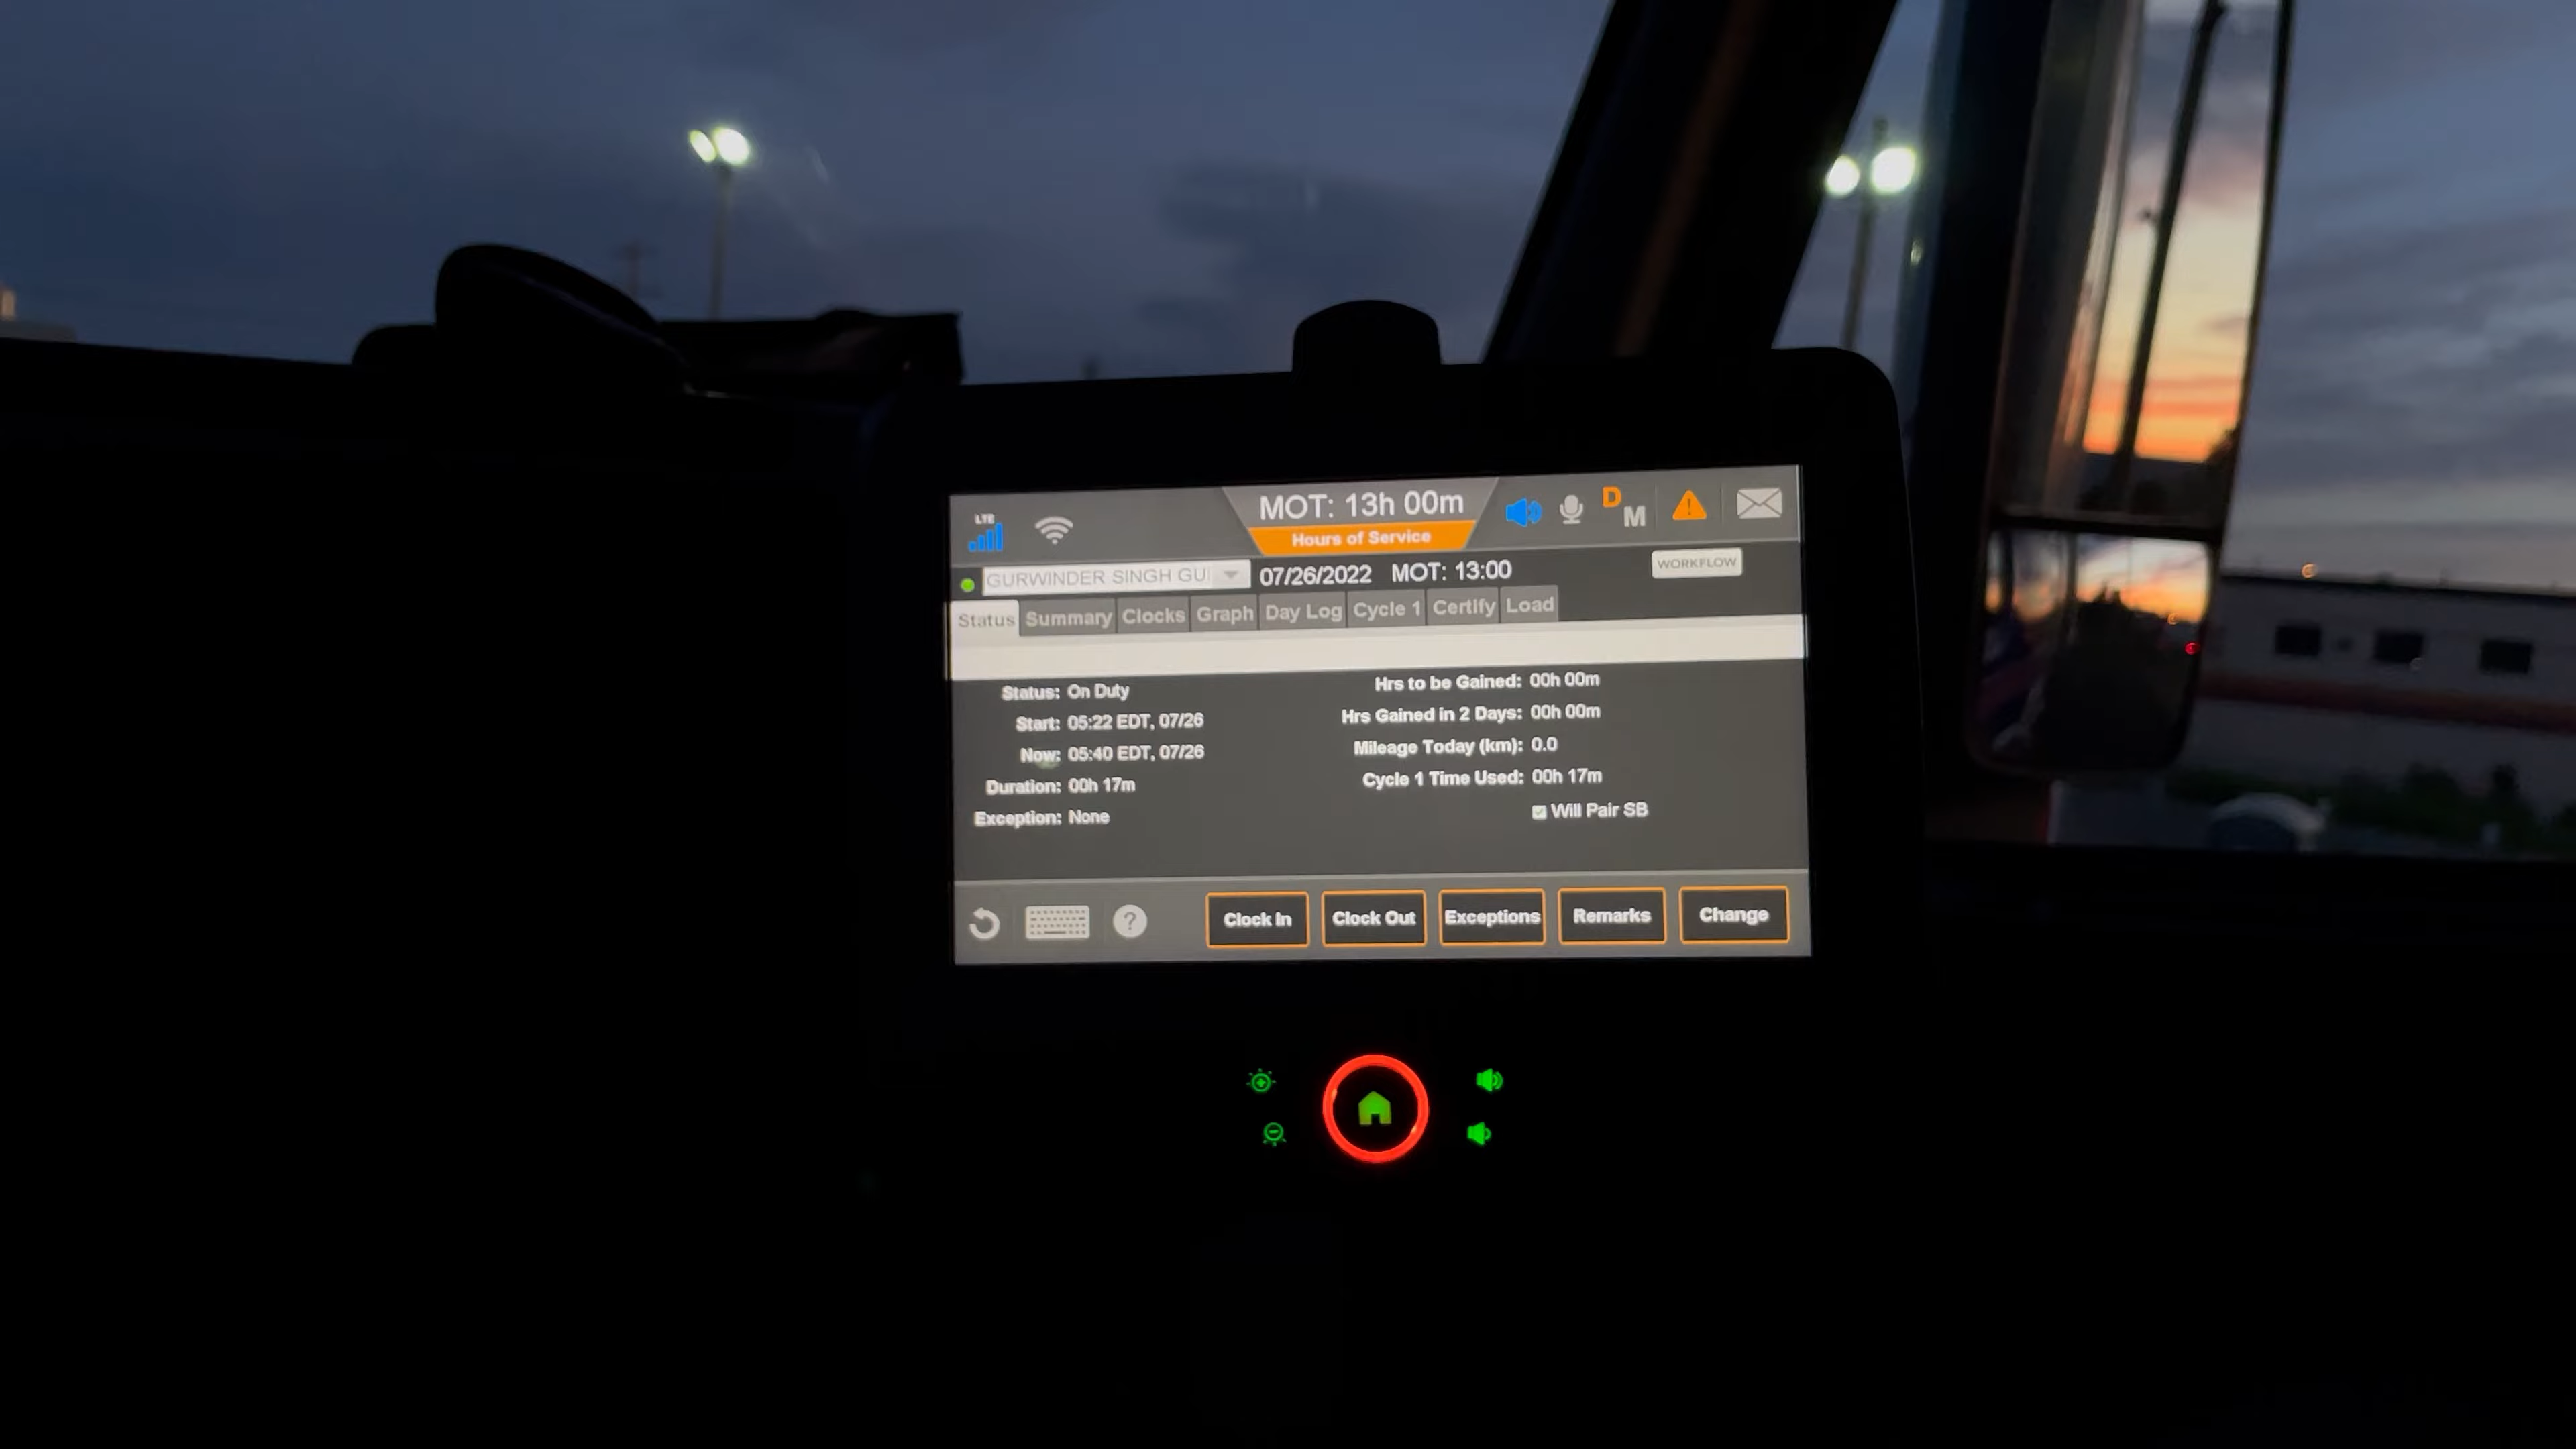 LTE
MOT: 13h 00m
D M
Hours of Service
GURWINDER SINGH GU
07/26/2022 MOT: 13:00
WORKFLOW
Status Summary Clocks Graph Day Log Cycle 1 Certify Load
Status: On Duty
Start: 05:22 EDT, 07/26
Now: 05:40 EDT, 07/26
Duration: 00h 17m
Exception: None
Hrs to be Gained: 00h 00m
Hrs Gained in 2 Days: 00h 00m
Mileage Today (km): 0.0
Cycle 1 Time Used: 00h 17m
Will Pair SB
?
Clock In Clock Out Exceptions Remarks Change